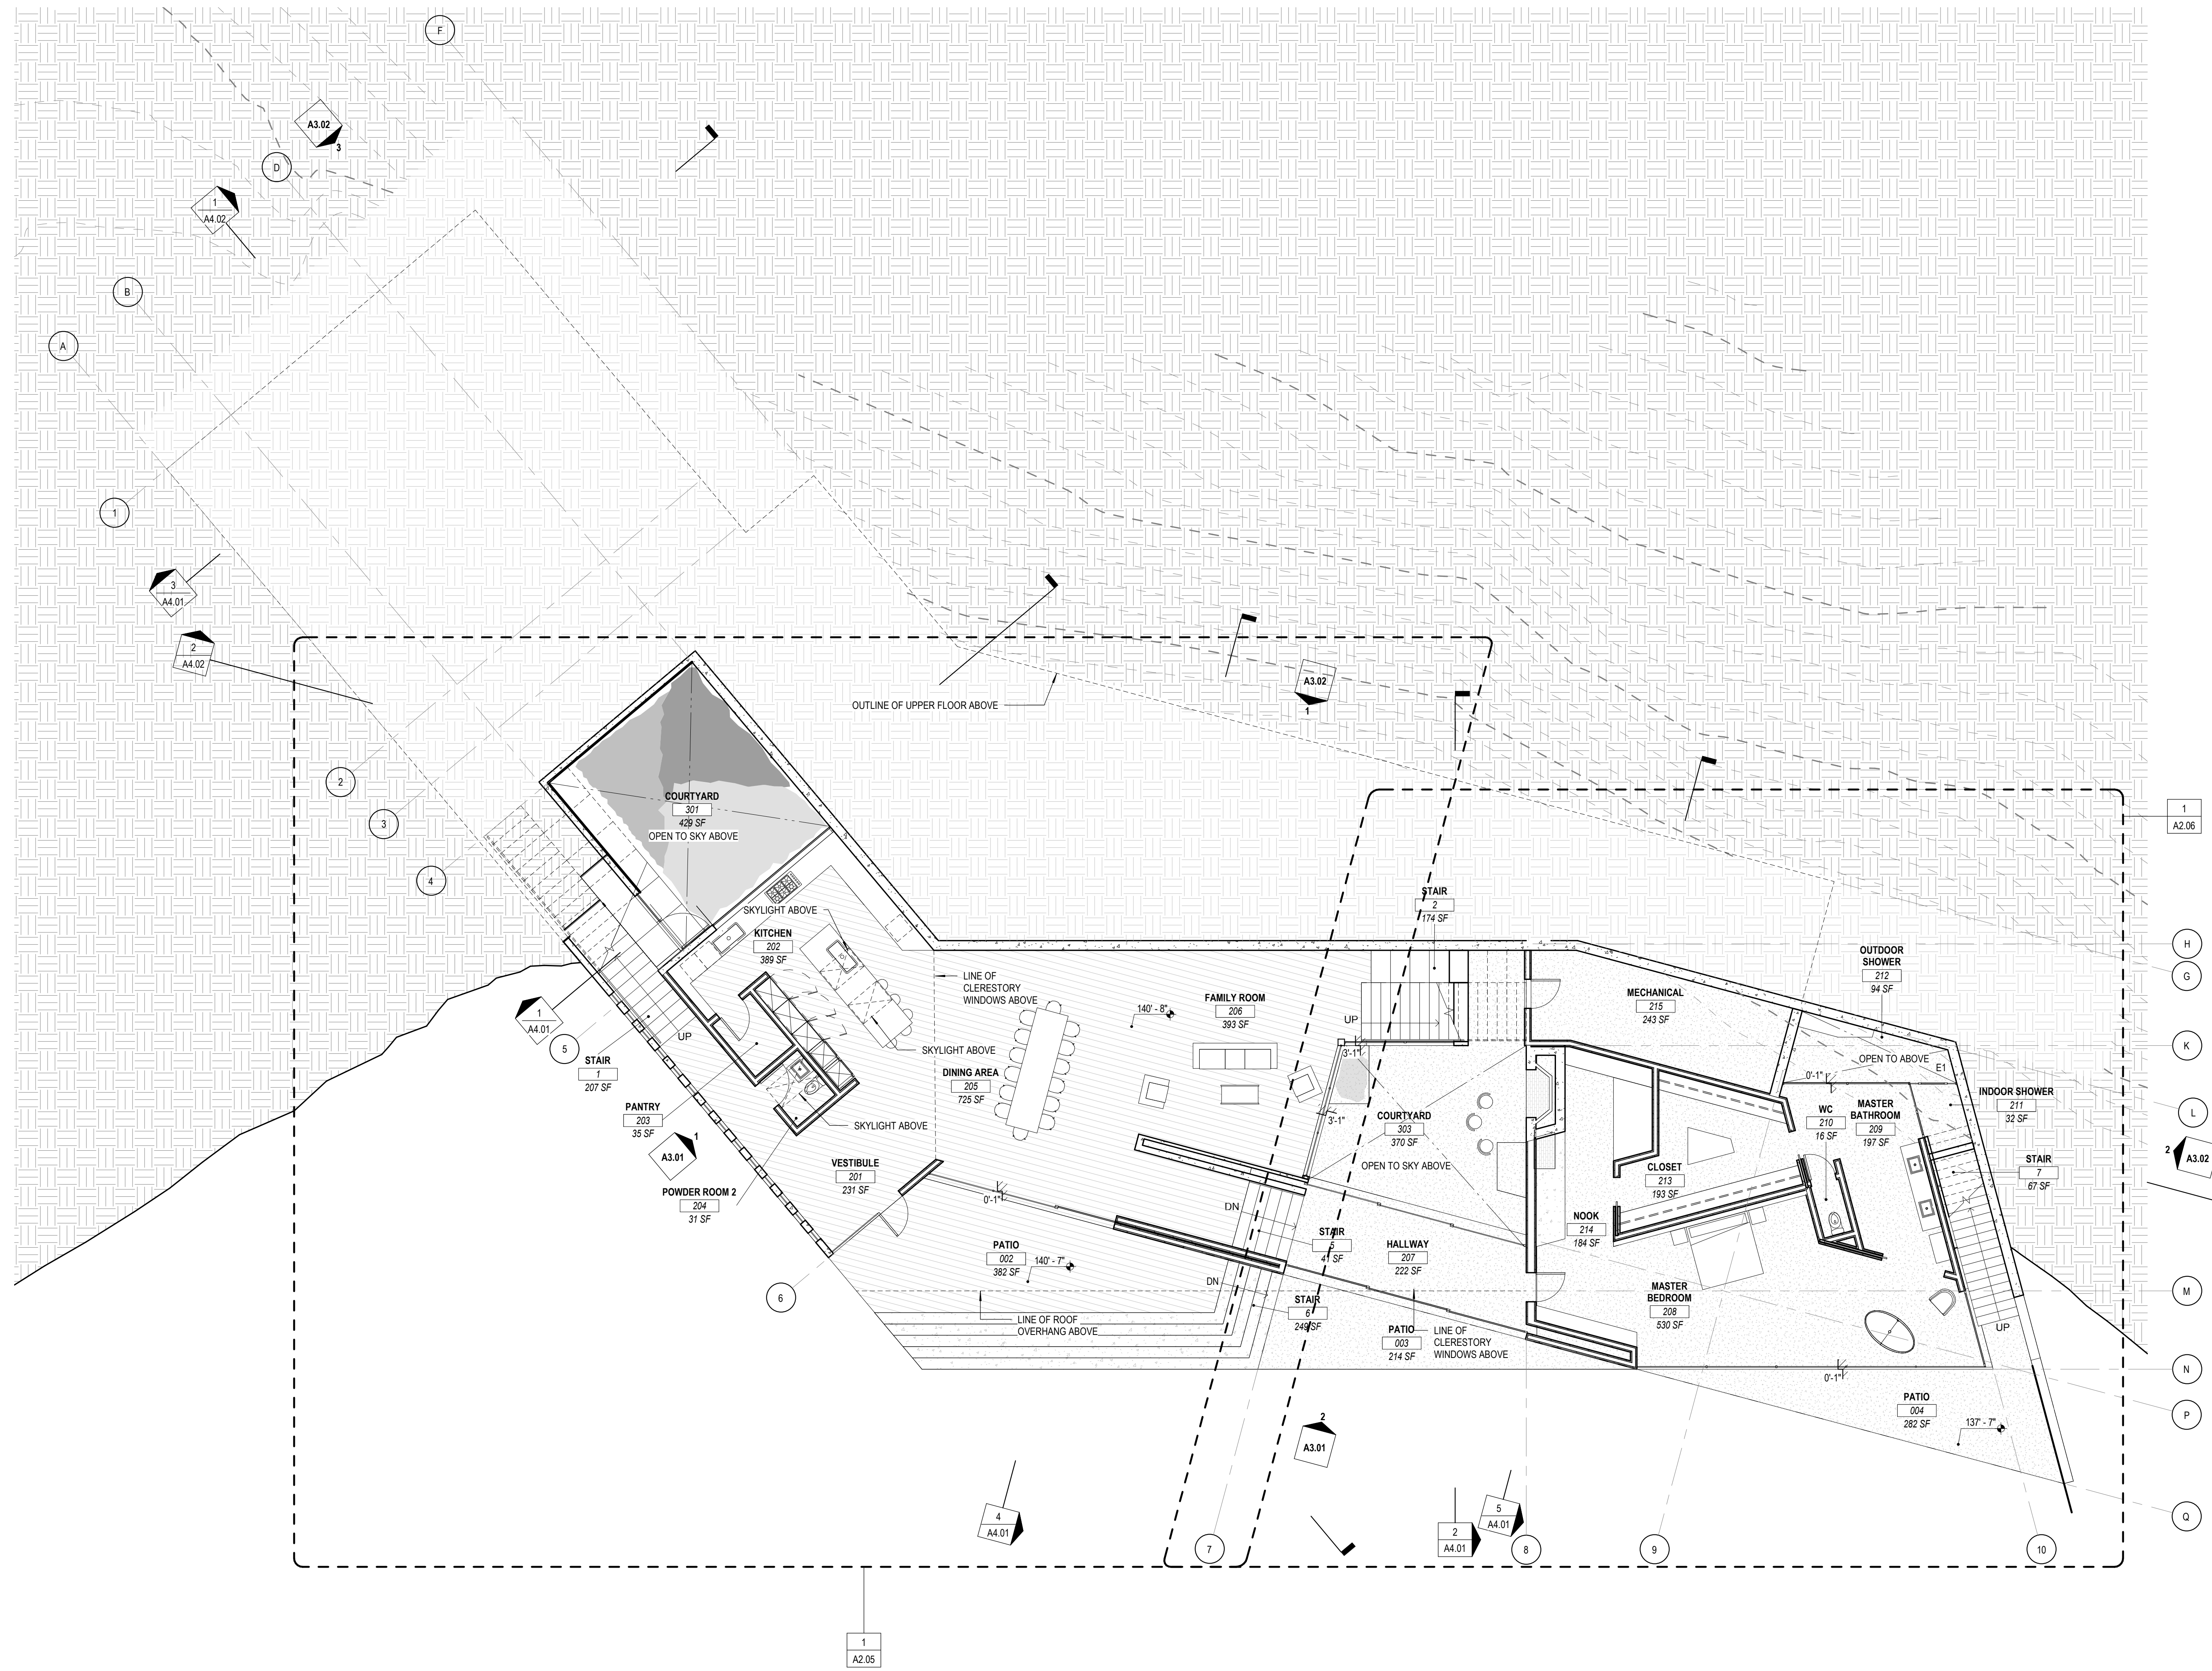 F
A3.02
3
D
1
A4.02
B
A
1
3
A4.01
2
A4.02
A3.02
1
OUTLINE OF UPPER FLOOR ABOVE
2
3
4
COURTYARD
301
429 SF
OPEN TO SKY ABOVE
1
A2.06
STAIR
2
174 SF
SKYLIGHT ABOVE
KITCHEN
202
389 SF
H
G
OUTDOOR
SHOWER
212
94 SF
LINE OF
CLERESTORY
WINDOWS ABOVE
FAMILY ROOM
206
393 SF
140' - 8"
MECHANICAL
215
243 SF
1
A4.01
UP
UP
5
STAIR
1
207 SF
SKYLIGHT ABOVE
3'-1"
K
OPEN TO ABOVE
E1
0'-1"
DINING AREA
205
725 SF
INDOOR SHOWER
211
32 SF
PANTRY
203
35 SF
SKYLIGHT ABOVE
3'-1"
COURTYARD
303
370 SF
OPEN TO SKY ABOVE
WC
210
16 SF
MASTER
BATHROOM
209
197 SF
L
1
A3.01
2
A3.02
VESTIBULE
201
231 SF
0'-1"
CLOSET
213
193 SF
STAIR
7
67 SF
POWDER ROOM 2
204
31 SF
DN
STAIR
5
41 SF
NOOK
214
184 SF
PATIO
002
382 SF
140' - 7"
HALLWAY
207
222 SF
DN
STAIR
6
249 SF
MASTER
BEDROOM
208
530 SF
M
6
LINE OF ROOF
OVERHANG ABOVE
PATIO
003
214 SF
LINE OF
CLERESTORY
WINDOWS ABOVE
UP
0'-1"
N
PATIO
004
282 SF
137' - 7"
P
2
A3.01
4
A4.01
5
A4.01
2
A4.01
Q
7
8
9
10
1
A2.05